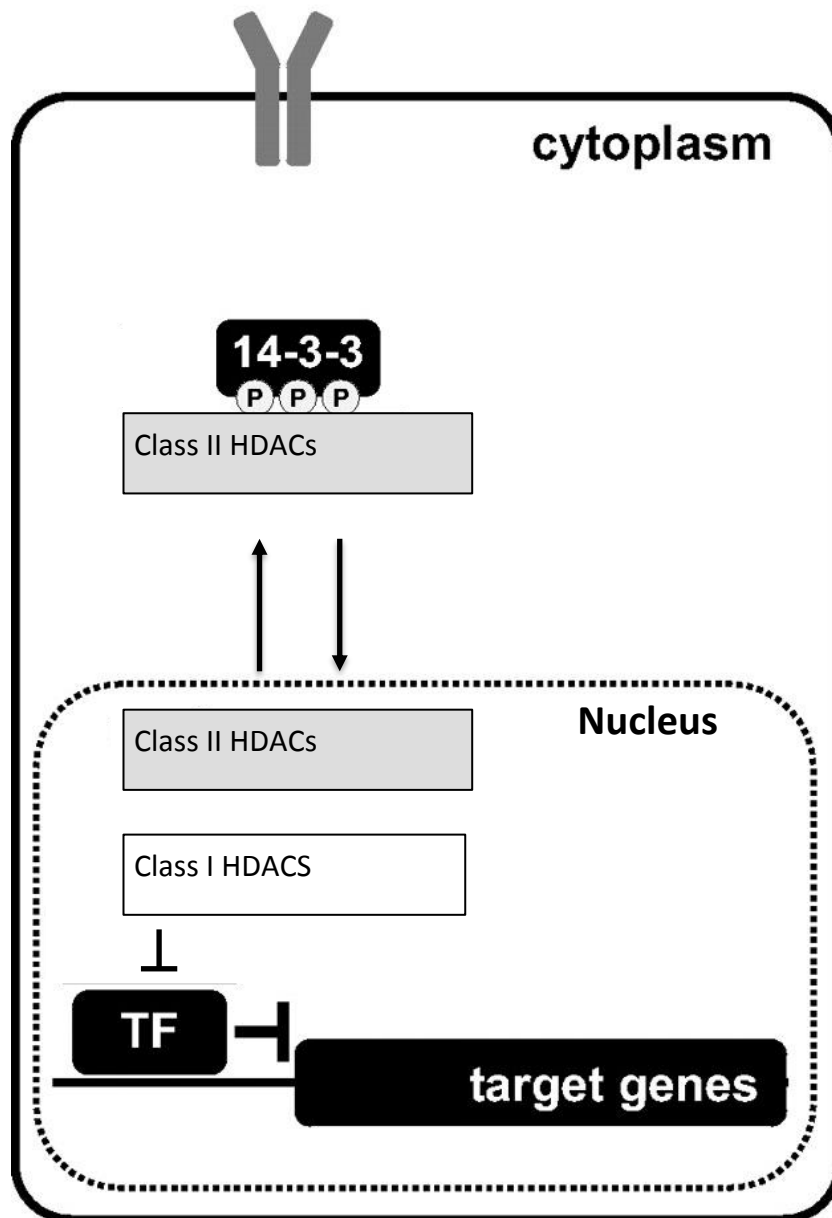 cytoplasm
14-3-3
P P P
Class II HDACs
Nucleus
Class II HDACs
Class I HDACS
TF
target genes